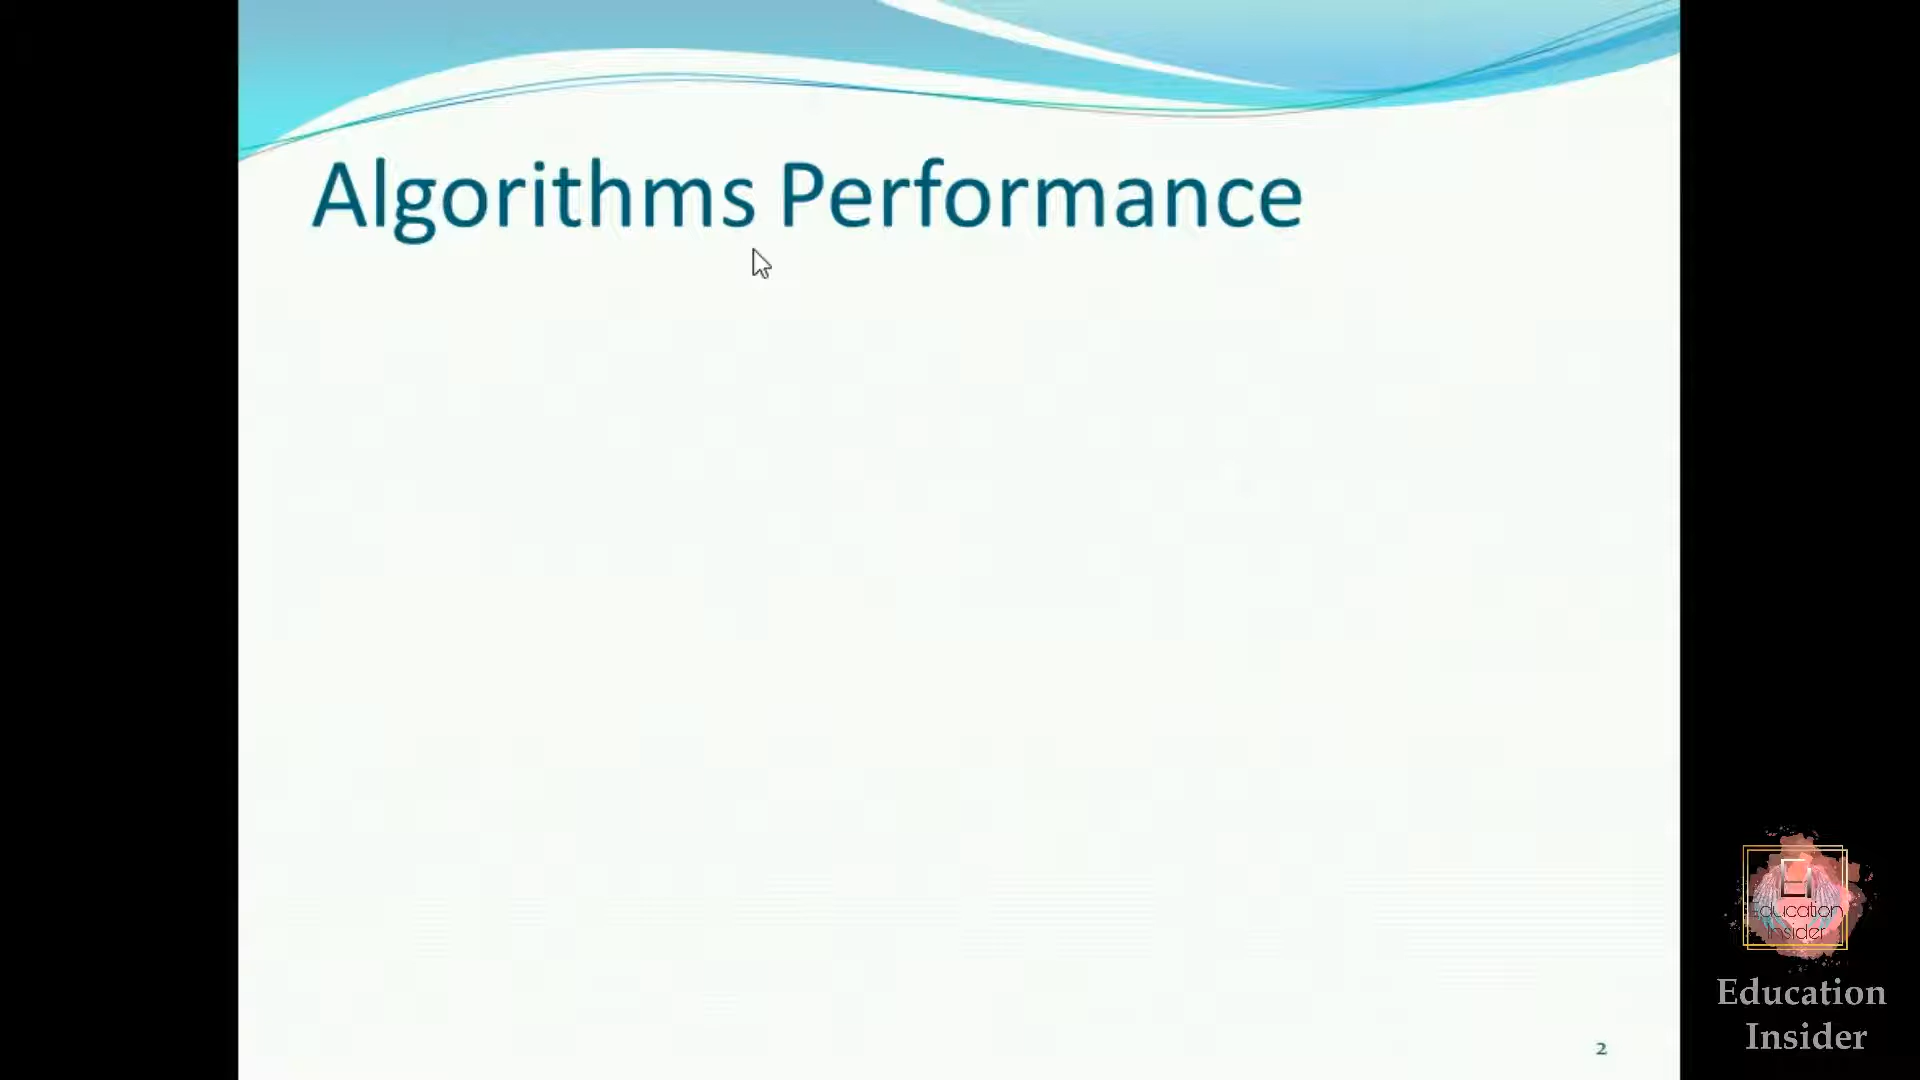 Algorithms Performance
Education
Insider
Education
Insider
2